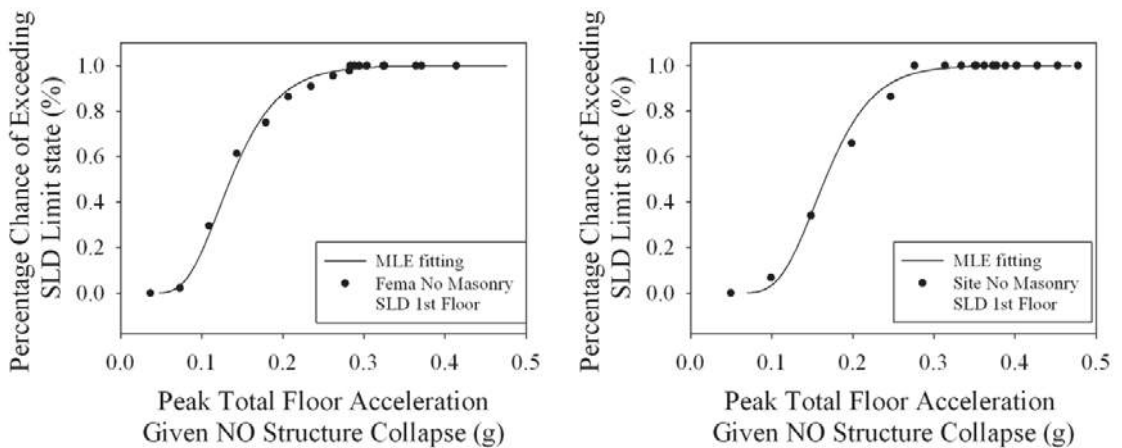 Percentage Chance of Exceeding
SLD Limit state (%)
1.0
0.8
0.6
0.4
0.2
0.0
MLE fitting
Fema No Masonry
SLD 1st Floor
0.0 0.1 0.2 0.3 0.4 0.5
Peak Total Floor Acceleration
Given NO Structure Collapse (g)
Percentage Chance of Exceeding
SLD Limit state (%)
1.0
0.8
0.6
0.4
0.2
0.0
MLE fitting
Site No Masonry
SLD 1st Floor
0.0 0.1 0.2 0.3 0.4 0.5
Peak Total Floor Acceleration
Given NO Structure Collapse (g)